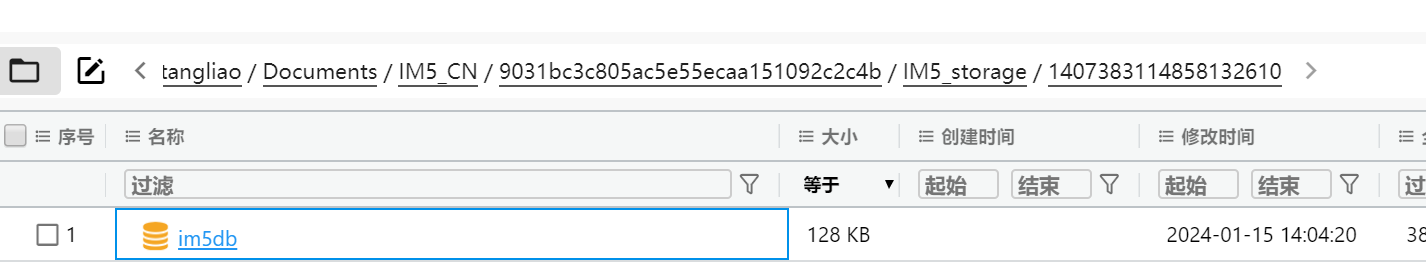 tangliao / Documents / IM5_CN / 9031bc3c805ac5e55ecaa151092c2c4b / IM5_storage / 1407383114858132610
序号 名称 大小 创建时间 修改时间
过滤 等于 起始 结束 起始 结束 过
1 im5db 128 KB 2024-01-15 14:04:20 38